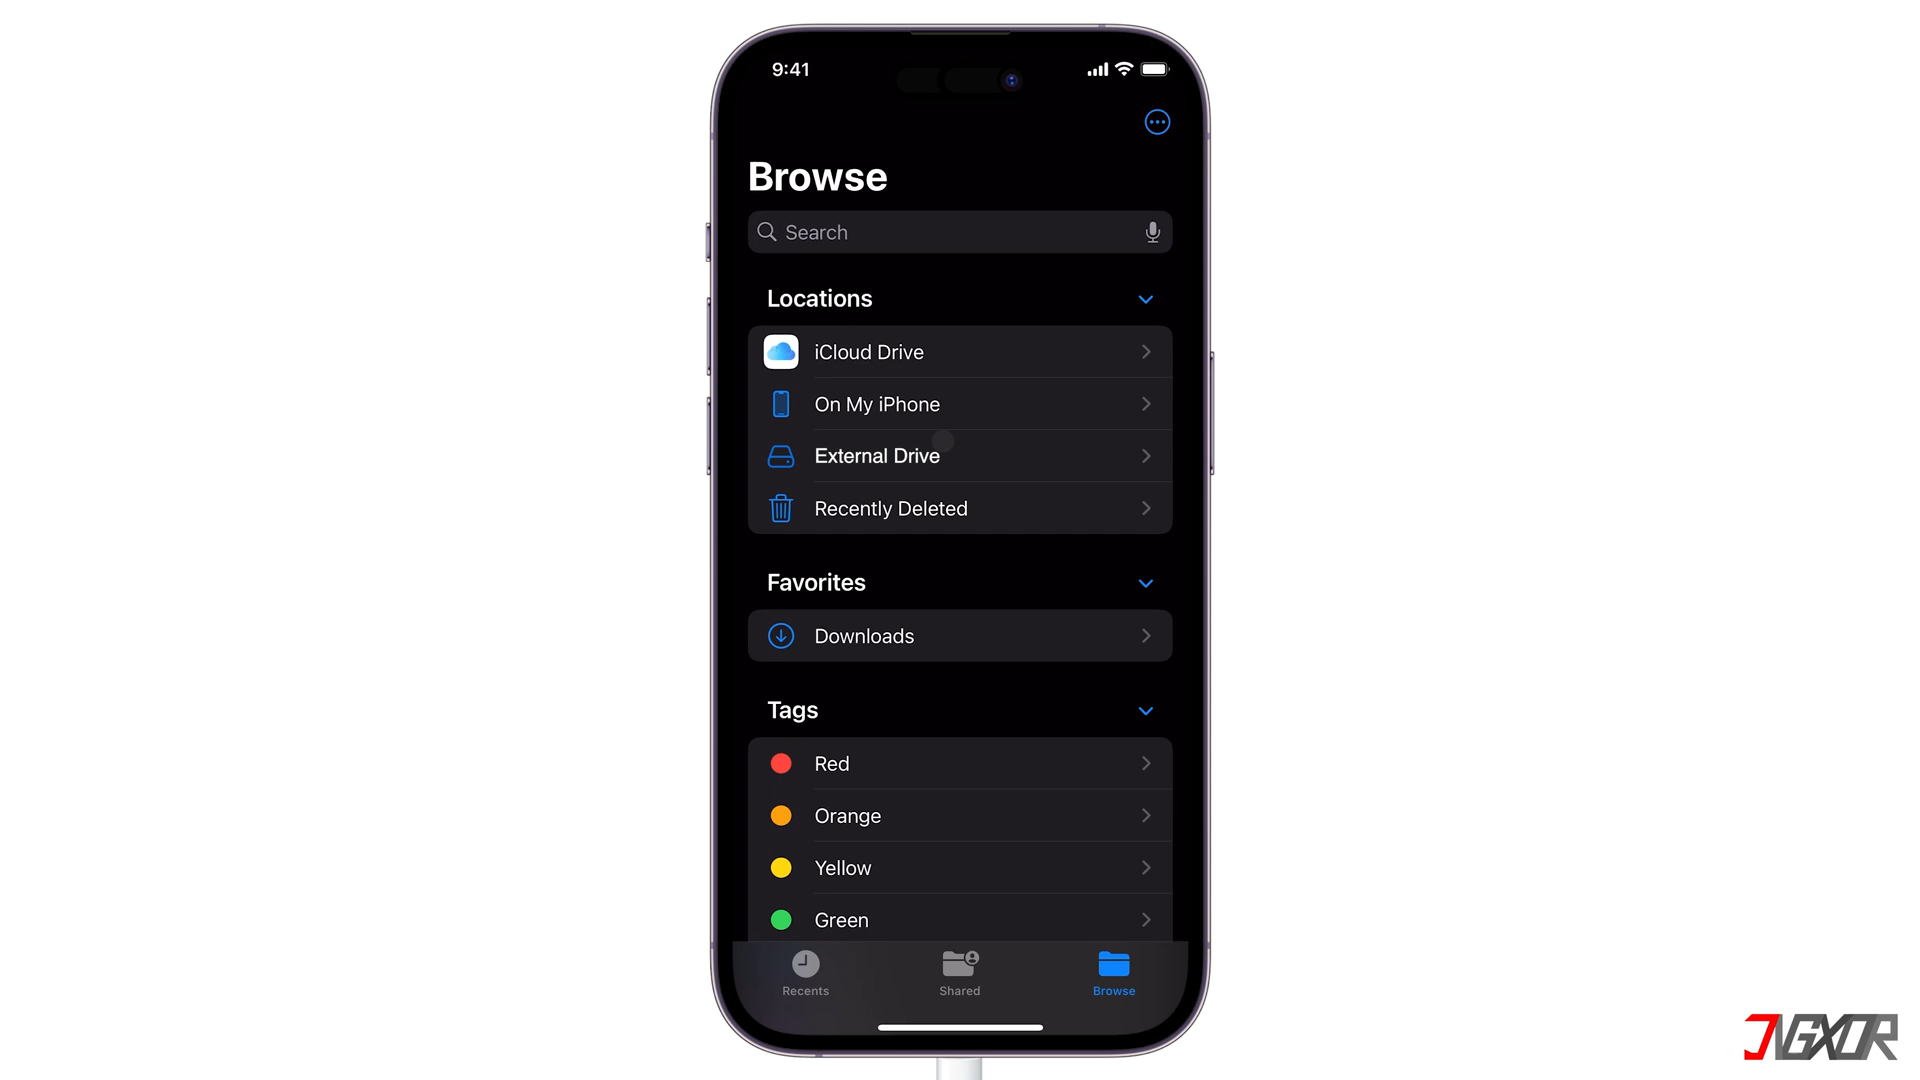 9:41
Browse
Search
Locations
iCloud Drive
On My iPhone
External Drive
Recently Deleted
Favorites
Downloads
Tags
Red
Orange
Yellow
Green
Recents
Shared
Browse
JVGXOR